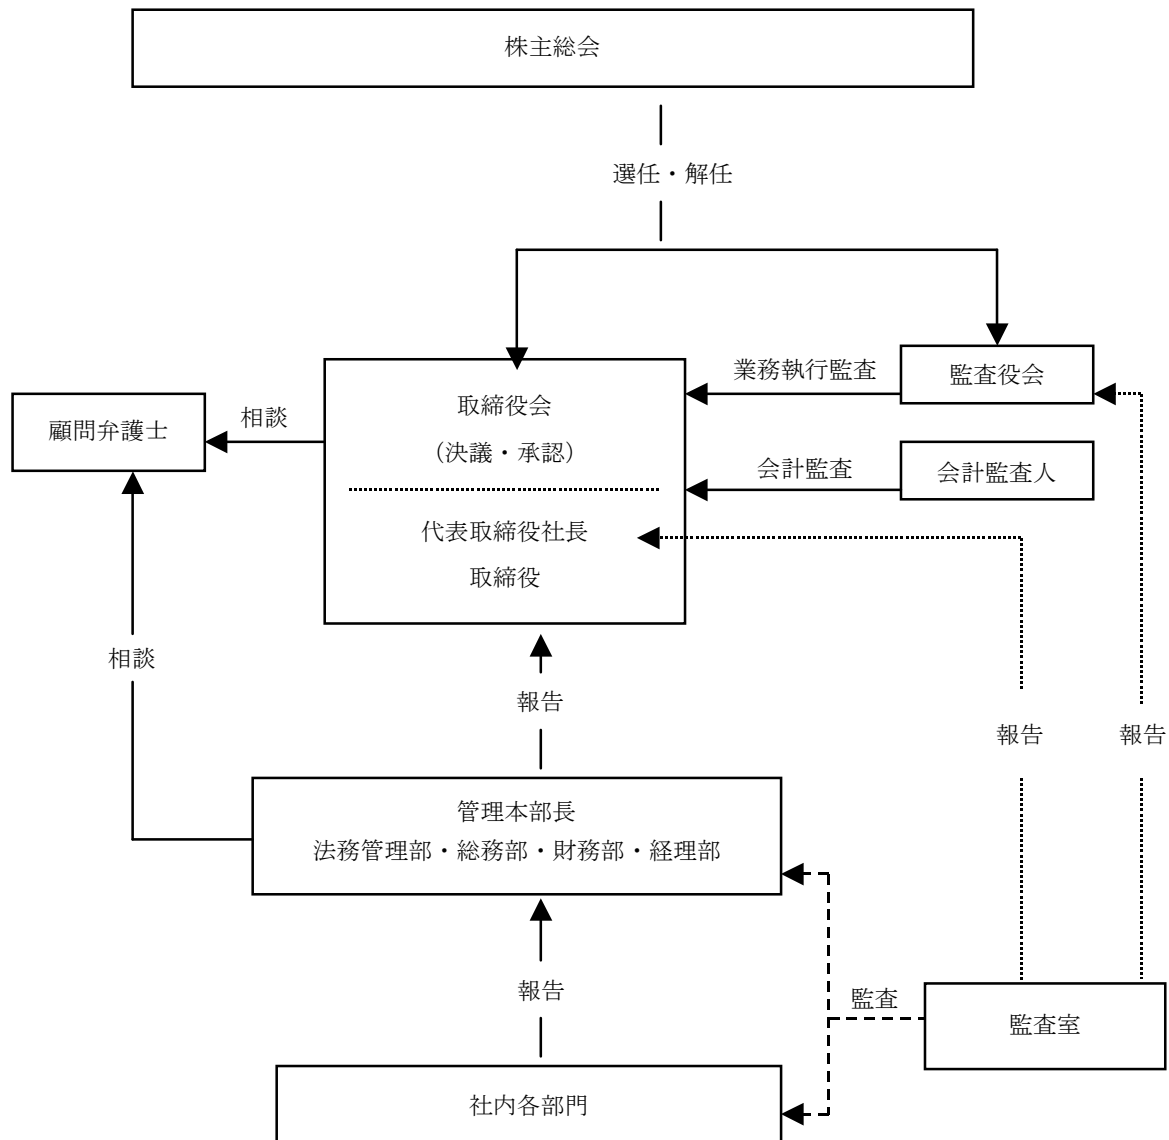 株主総会
選任・解任
業務執行監査
監査役会
取締役会
(決議・承認)
相談
顧問弁護士
会計監査
会計監査人
代表取締役社長
取締役
相談
報告
報告
報告
管理本部長
法務管理部・総務部・財務部・経理部
報告
監査
監査室
社内各部門